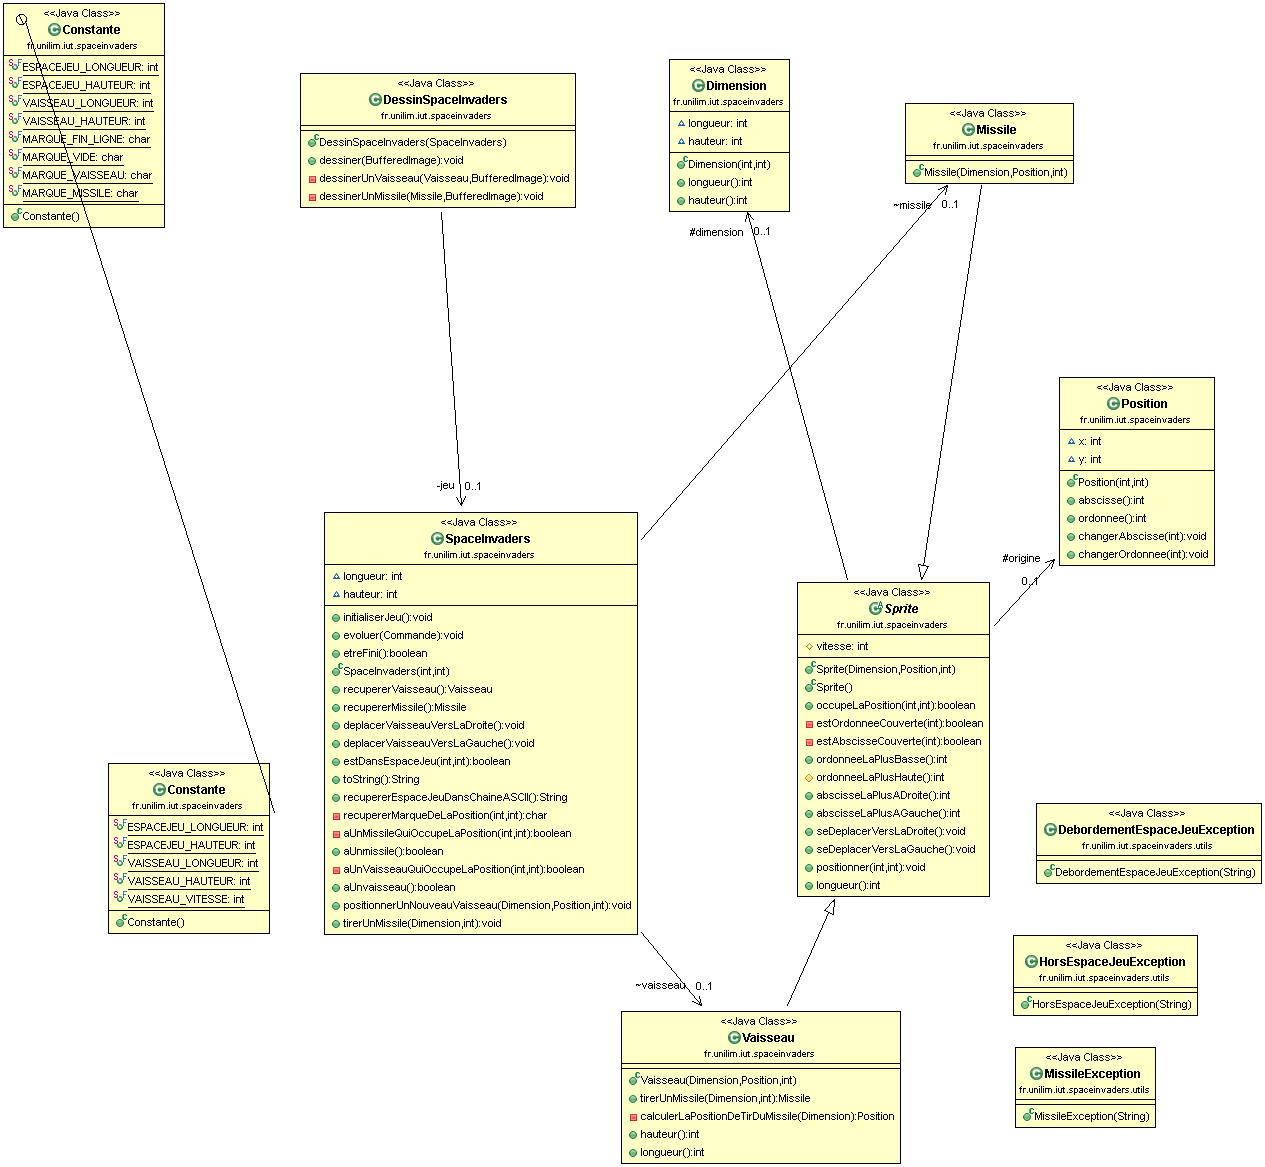 <<Java Class>>
Constante
fr.unilim.iut.spaceinvaders
ESPACEJEU_LONGUEUR: int
ESPACEJEU_HAUTEUR: int
VAISSEAU_LONGUEUR: int
VAISSEAU_HAUTEUR: int
MARQUE_FIN_LIGNE: char
MARQUE_VIDE: char
MARQUE_VAISSEAU: char
MARQUE_MISSILE: char
Constante()
<<Java Class>>
DessinSpaceInvaders
fr.unilim.iut.spaceinvaders
DessinSpaceInvaders(SpaceInvaders)
dessiner(BufferedImage):void
dessinerUnVaisseau(Vaisseau,BufferedImage):void
dessinerUnMissile(Missile,BufferedImage):void
<<Java Class>>
Dimension
fr.unilim.iut.spaceinvaders
longueur: int
hauteur: int
Dimension(int,int)
longueur():int
hauteur():int
<<Java Class>>
Missile
fr.unilim.iut.spaceinvaders
Missile(Dimension,Position,int)
~missile 0..1
#dimension 0..1
<<Java Class>>
Position
fr.unilim.iut.spaceinvaders
x: int
y: int
Position(int,int)
abscisse():int
ordonnee():int
changerAbscisse(int):void
changerOrdonnee(int):void
#origine
0..1
-jeu 0..1
<<Java Class>>
SpaceInvaders
fr.unilim.iut.spaceinvaders
longueur: int
hauteur: int
initialiserJeu():void
evoluer(Commande):void
etreFini():boolean
SpaceInvaders(int,int)
recupererVaisseau():Vaisseau
recupererMissile():Missile
deplacerVaisseauVersLaDroite():void
deplacerVaisseauVersLaGauche():void
estDansEspaceJeu(int,int):boolean
toString():String
recupererEspaceJeuDansChaineASCII():String
recupererMarqueDeLaPosition(int,int):char
aUnMissileQuiOccupeLaPosition(int,int):boolean
aUnmissile():boolean
aUnVaisseauQuiOccupeLaPosition(int,int):boolean
aUnvaisseau():boolean
positionnerUnNouveauVaisseau(Dimension,Position,int):void
tirerUnMissile(Dimension,int):void
<<Java Class>>
Sprite
fr.unilim.iut.spaceinvaders
vitesse: int
Sprite(Dimension,Position,int)
Sprite()
occupeLaPosition(int,int):boolean
estOrdonneeCouverte(int):boolean
estAbscisseCouverte(int):boolean
ordonneeLaPlusBasse():int
ordonneeLaPlusHaute():int
abscisseLaPlusADroite():int
abscisseLaPlusAGauche():int
seDeplacerVersLaDroite():void
seDeplacerVersLaGauche():void
positionner(int,int):void
longueur():int
<<Java Class>>
Constante
fr.unilim.iut.spaceinvaders
ESPACEJEU_LONGUEUR: int
ESPACEJEU_HAUTEUR: int
VAISSEAU_LONGUEUR: int
VAISSEAU_HAUTEUR: int
VAISSEAU_VITESSE: int
Constante()
<<Java Class>>
DebordementEspaceJeuException
fr.unilim.iut.spaceinvaders.utils
DebordementEspaceJeuException(String)
<<Java Class>>
HorsEspaceJeuException
fr.unilim.iut.spaceinvaders.utils
HorsEspaceJeuException(String)
~vaisseau 0..1
<<Java Class>>
Vaisseau
fr.unilim.iut.spaceinvaders
Vaisseau(Dimension,Position,int)
tirerUnMissile(Dimension,int):Missile
calculerLaPositionDeTirDuMissile(Dimension):Position
hauteur():int
longueur():int
<<Java Class>>
MissileException
fr.unilim.iut.spaceinvaders.utils
MissileException(String)